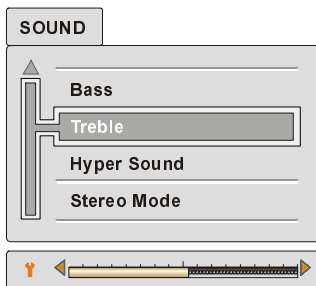 SOUND
Bass
Treble
Hyper Sound
Stereo Mode